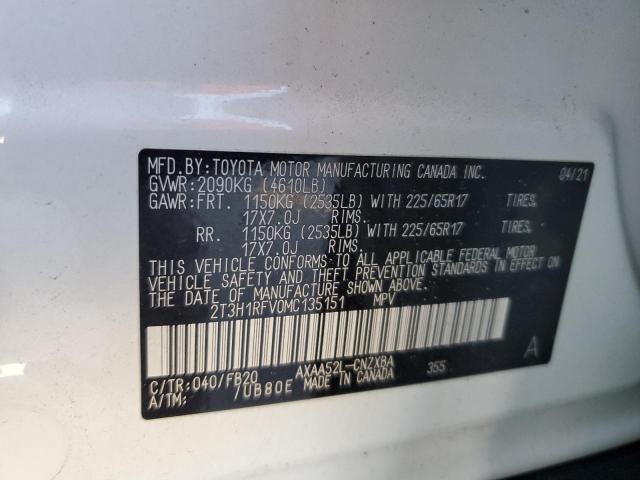 MFD.BY:TOYOTA MOTOR MANUFACTURING CANADA INC. 04/21
GVWR:2090KG (4610LB)
GAWR:FRT. 1150KG (2535LB) WITH 225/65R17 TIRES,
17X7.0J RIMS.
RR. 1150KG (2535LB) WITH 225/65R17 TIRES,
17X7.0J RIMS.
THIS VEHICLE CONFORMS TO ALL APPLICABLE FEDERAL MOTOR
VEHICLE SAFETY AND THEFT PREVENTION STANDARDS IN EFFECT ON
THE DATE OF MANUFACTURE SHOWN ABOVE.
2T3H1RFV0MC135151 MPV
A
C/TR:040/FB20 AXAA52L-CNZXBA 355
A/TM: /UB80E MADE IN CANADA